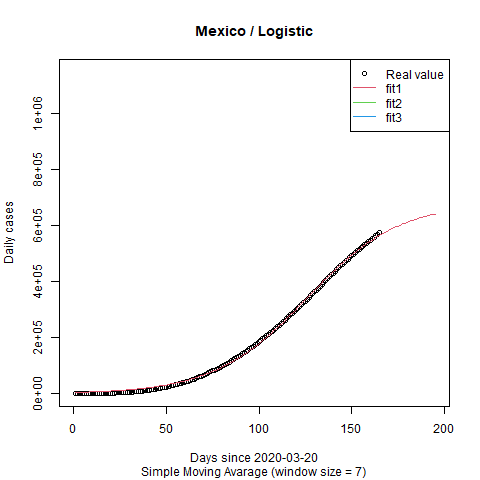 Mexico / Logistic
Real value
fit1
fit2
fit3
Daily cases
0e+00 2e+05 4e+05 6e+05 8e+05 1e+06
0 50 100 150 200
Days since 2020-03-20
Simple Moving Avarage (window size = 7)